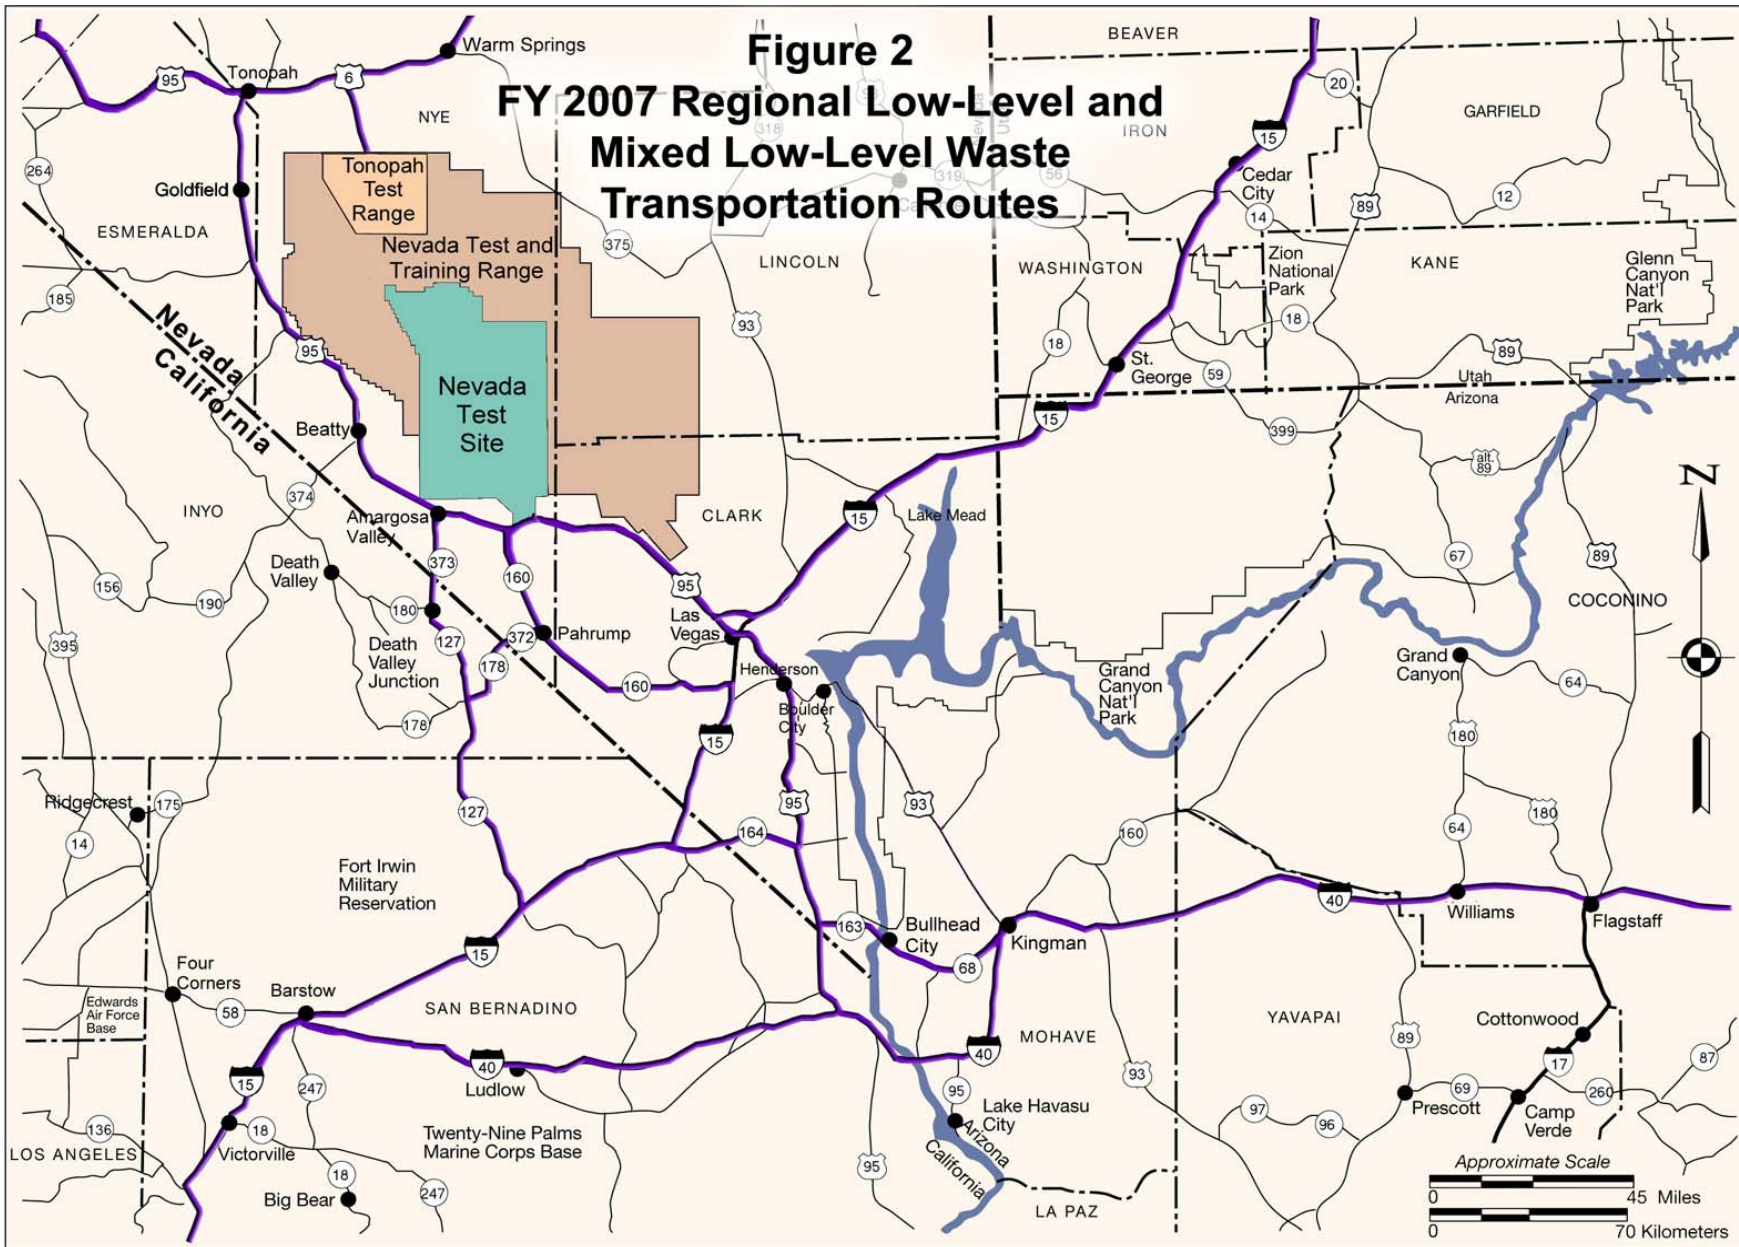 Figure 2
FY 2007 Regional Low-Level and
Mixed Low-Level Waste
Transportation Routes
BEAVER
Warm Springs
95
Tonopah
6
20
NYE
318
IRON
15
GARFIELD
264
Tonopah
Test
Range
319
56
Cedar
City
Goldfield
12
14
89
ESMERALDA
Nevada Test and
Training Range
375
LINCOLN
WASHINGTON
Zion
National
Park
KANE
Glenn
Canyon
Nat'l
Park
185
Nevada
California
93
18
18
95
St.
George
59
89
Utah
Arizona
Nevada
Test
Site
15
Beatty
399
alt.
89
374
INYO
Amargosa
Valley
CLARK
15
Lake Mead
N
67
89
373
Death
Valley
160
95
156
190
180
COCONINO
Las
Vegas
395
127
372
Pahrump
Death
Valley
Junction
178
160
Henderson
Boulder
City
Grand
Canyon
Nat'l
Park
Grand
Canyon
64
178
15
180
Ridgecrest
175
127
95
93
180
14
164
160
64
Fort Irwin
Military
Reservation
40
Williams
Flagstaff
163
Bullhead
City
Kingman
15
68
Four
Corners
Barstow
Edwards
Air Force
Base
58
SAN BERNADINO
MOHAVE
YAVAPAI
Cottonwood
89
40
40
17
87
15
Ludlow
247
93
95
69
260
Prescott
Camp
Verde
Lake Havasu
City
97
96
136
18
Twenty-Nine Palms
Marine Corps Base
Arizona
California
LOS ANGELES
Victorville
95
18
247
Big Bear
LA PAZ
Approximate Scale
0 45 Miles
0 70 Kilometers